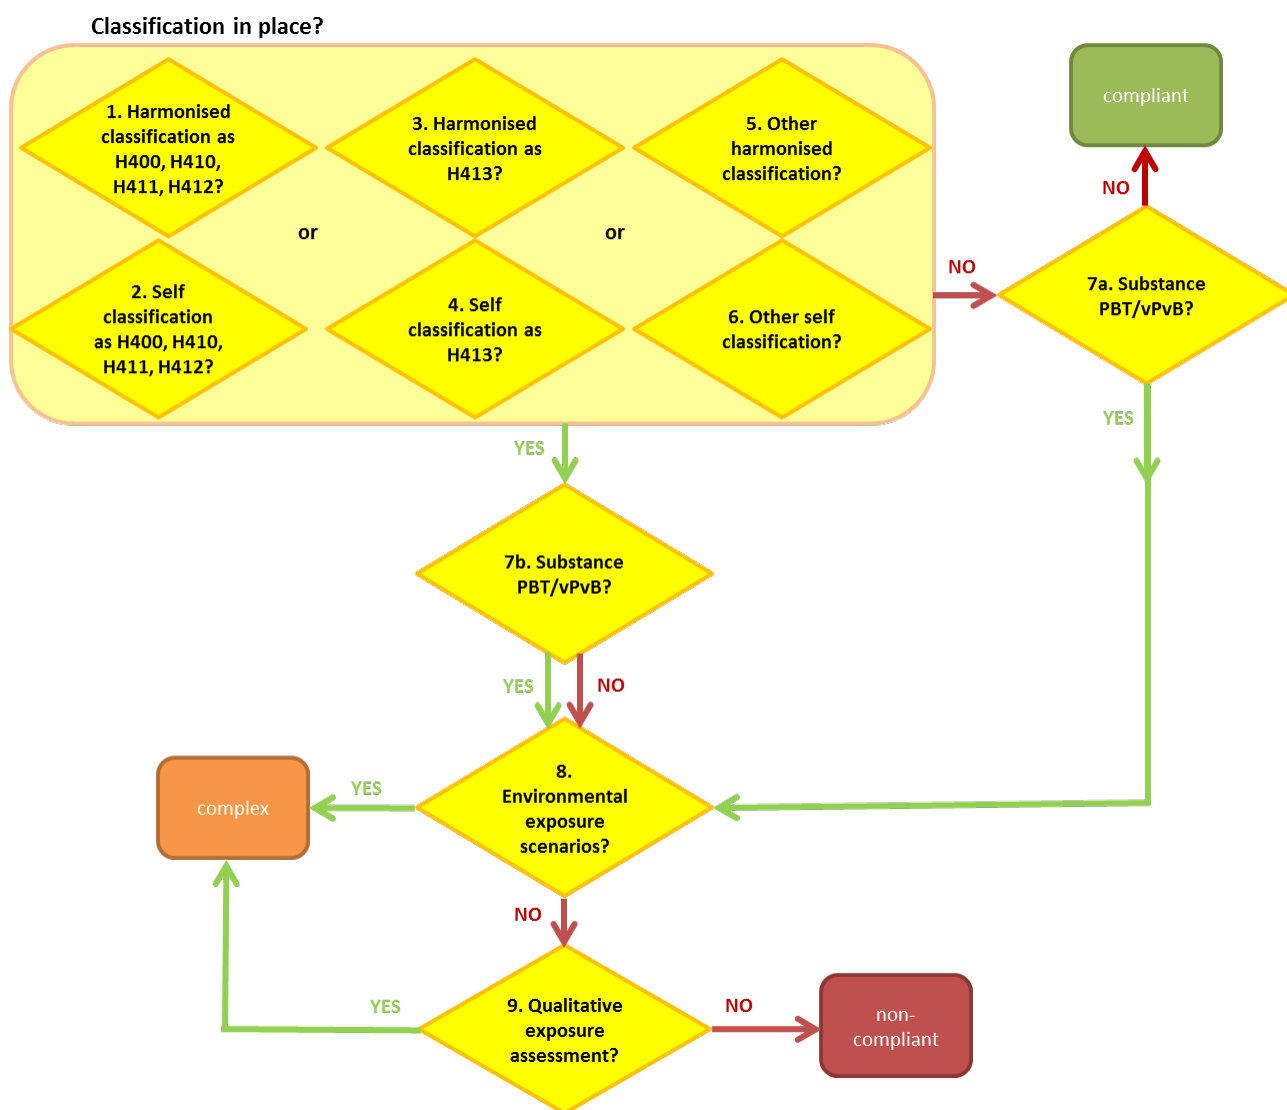 Classification in place?
1. Harmonised
classification as
H400, H410,
H411, H412?
3. Harmonised
classification as
H413?
5. Other
harmonised
classification?
compliant
NO
or
or
2. Self
classification
as H400, H410,
H411, H412?
4. Self
classification as
H413?
6. Other self
classification?
NO
7a. Substance
PBT/vPvB?
YES
YES
7b. Substance
PBT/vPvB?
YES
NO
8.
Environmental
exposure
scenarios?
YES
complex
NO
9. Qualitative
exposure
assessment?
YES
NO
non-
compliant